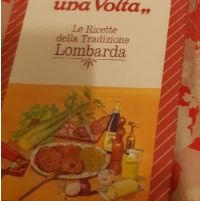 una Volta„
Le Ricette
della Tradizione
Lombarda